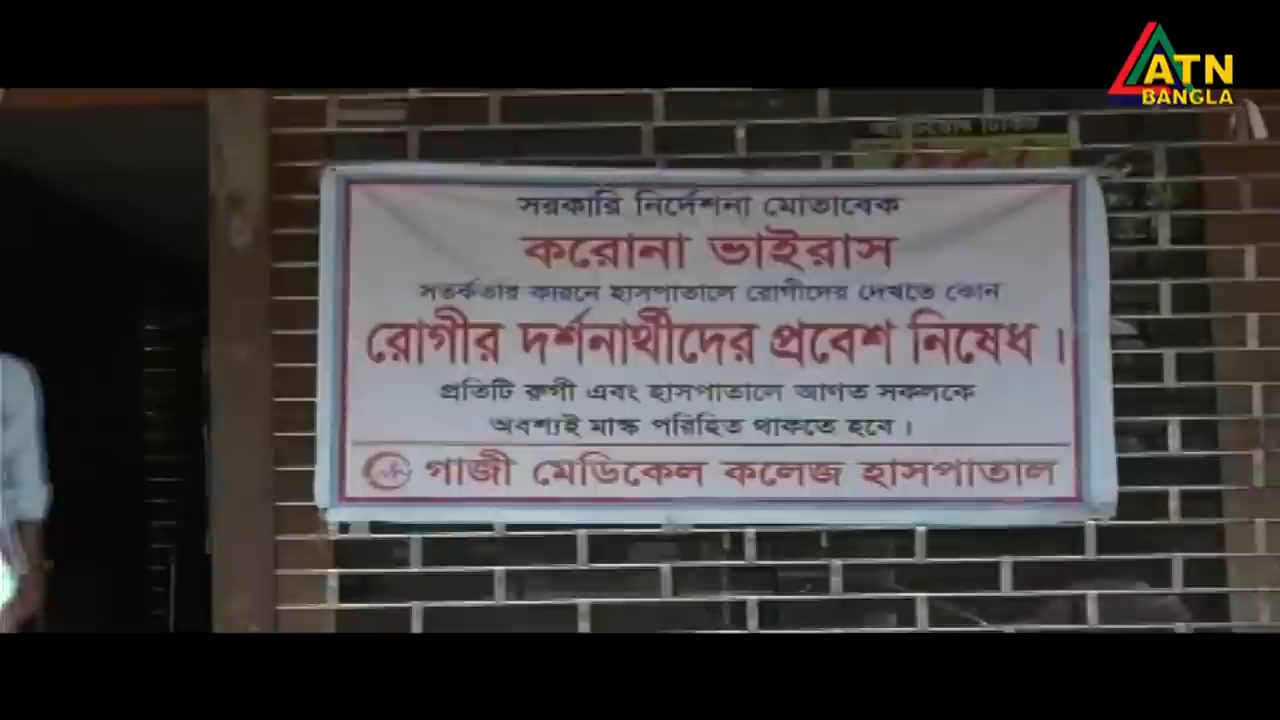 ATN
BANGLA
সরকারি নির্দেশনা মোতাবেক
করোনা ভাইরাস
সতর্কতার কারনে হাসপাতালে রোগীদের দেখতে কোন
রোগীর দর্শনার্থীদের প্রবেশ নিষেধ।
প্রতিটি রুগী এবং হাসপাতালে আগত সকলকে
অবশ্যই মাস্ক পরিহিত থাকতে হবে।
গাজী মেডিকেল কলেজ হাসপাতাল